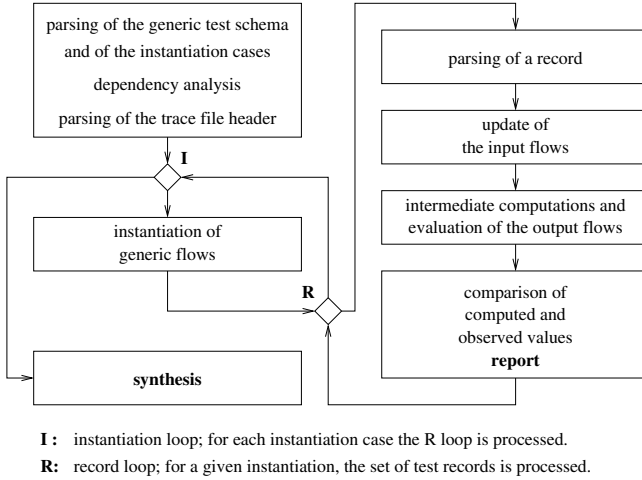 parsing of the generic test schema
and of the instantiation cases
dependency analysis
parsing of the trace file header
I
instantiation of
generic flows
R
synthesis
parsing of a record
update of
the input flows
intermediate computations and
evaluation of the output flows
comparison of
computed and
observed values
report
I : instantiation loop; for each instantiation case the R loop is processed.
R: record loop; for a given instantiation, the set of test records is processed.